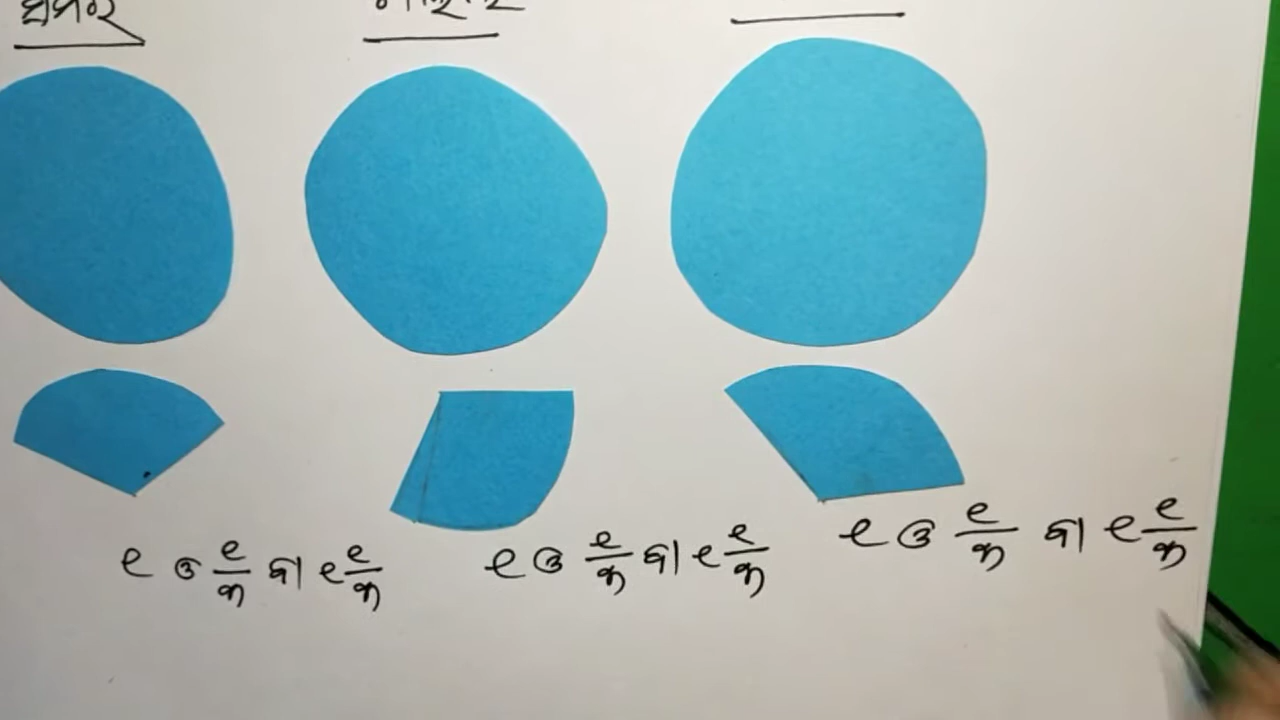 ୧ ଓ ୧/୩ ବା ୧ ୧/୩ ୧ ଓ ୧/୩ ବା ୧ ୧/୩ ୧ ଓ ୧/୩ ବା ୧ ୧/୩